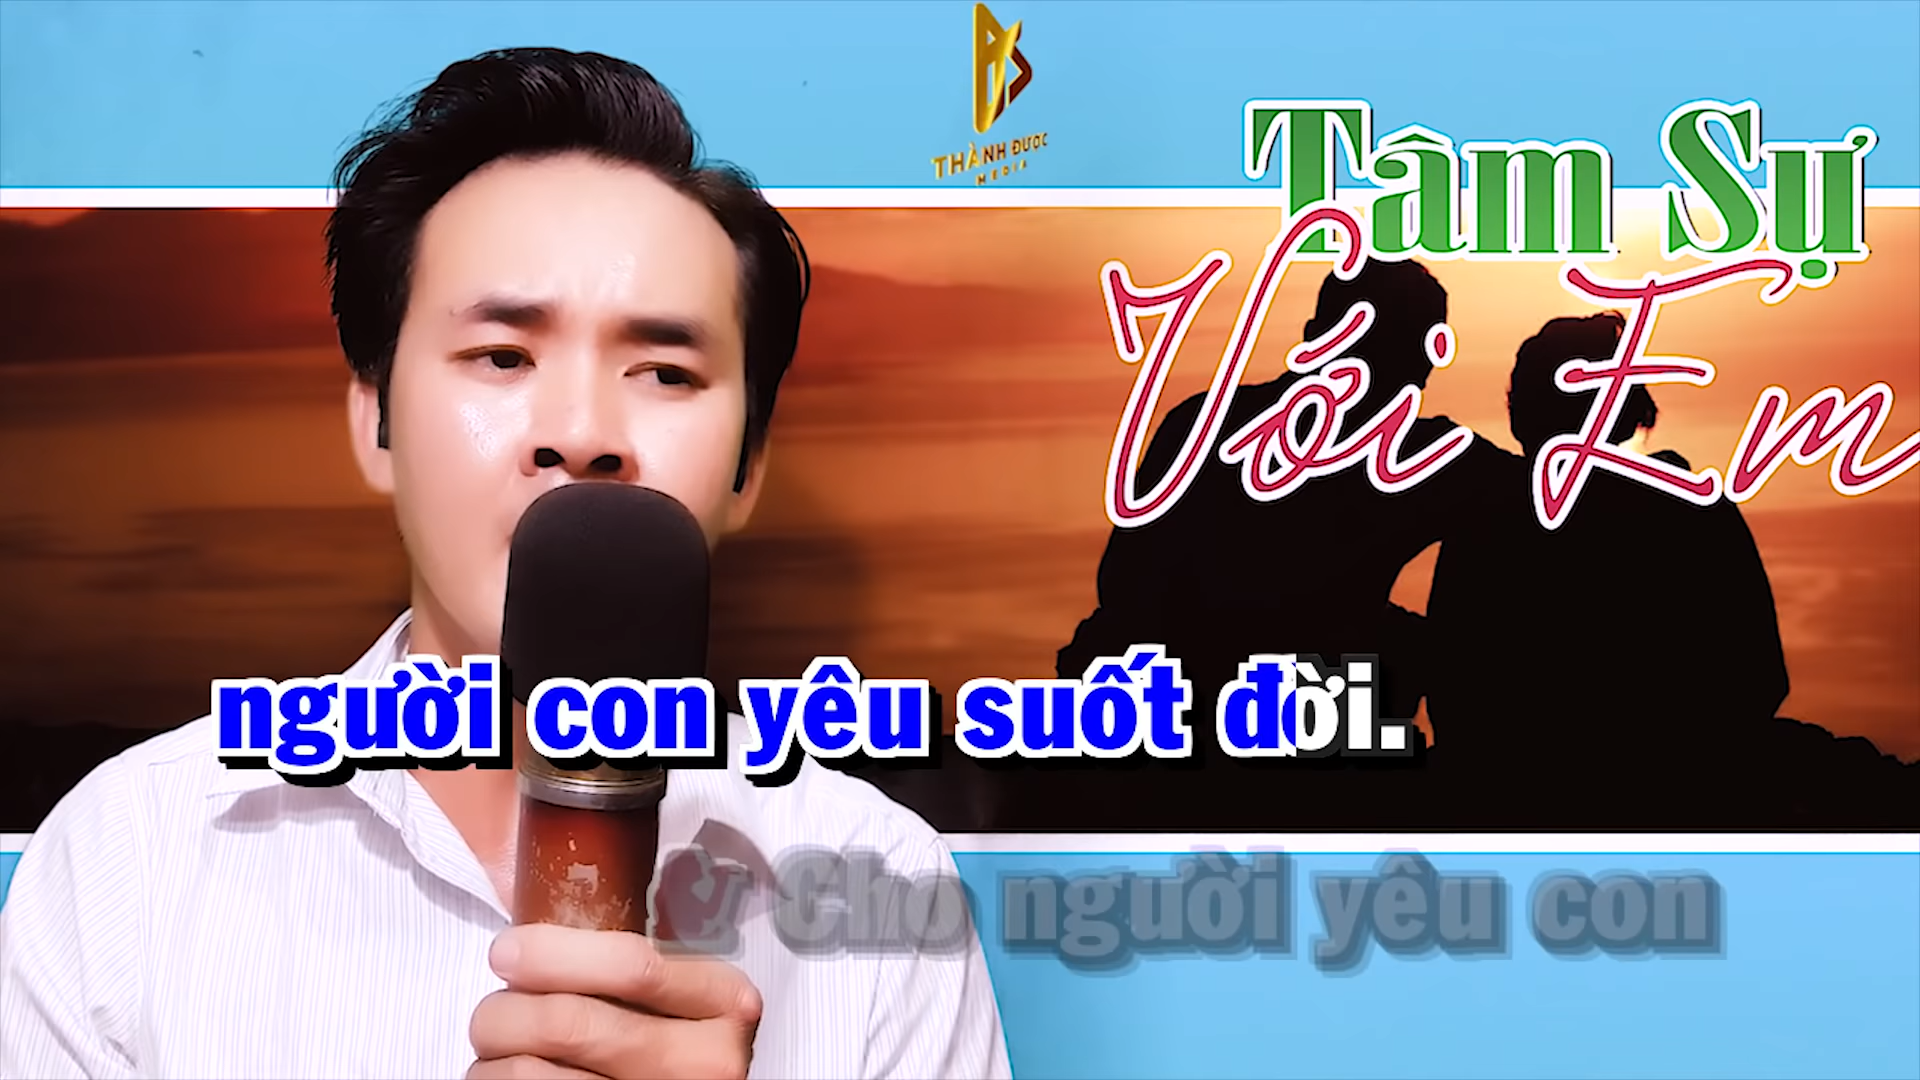 THÀNH ĐƯỢC
MEDIA
Tâm Sự
Với Em
người con yêu suốt đời.
Cho người yêu con